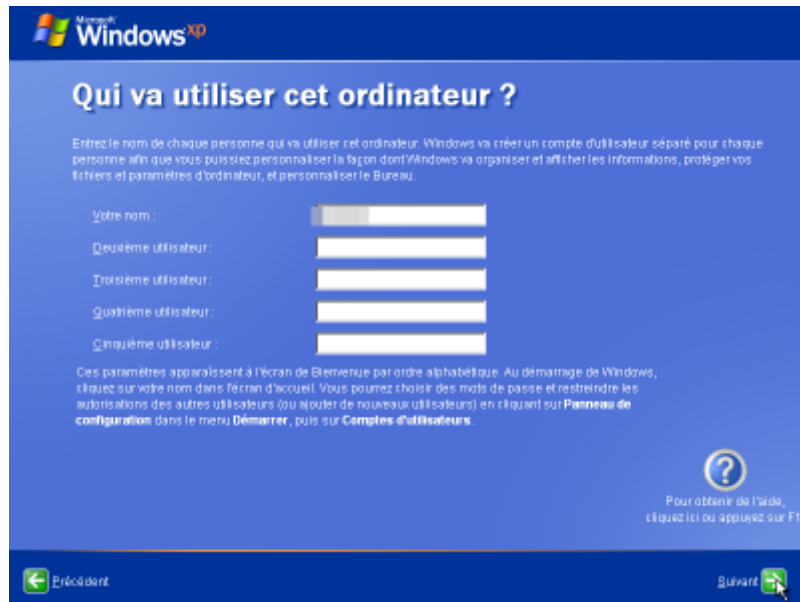 Microsoft
Windows xp
Qui va utiliser cet ordinateur ?
Entrez le nom de chaque personne qui va utiliser cet ordinateur. Windows va créer un compte d'utilisateur séparé pour chaque
personne afin que vous puissiez personnaliser la façon dont Windows va organiser et afficher les informations, protéger vos
fichiers et paramètres d'ordinateur, et personnaliser le Bureau.
Votre nom :
Deuxième utilisateur :
Troisième utilisateur :
Quatrième utilisateur :
Cinquième utilisateur :
Ces paramètres apparaissent à l'écran de Bienvenue par ordre alphabétique. Au démarrage de Windows,
cliquez sur votre nom dans l'écran d'accueil. Vous pourrez choisir des mots de passe et restreindre les
autorisations des autres utilisateurs (ou ajouter de nouveaux utilisateurs) en cliquant sur Panneau de
configuration dans le menu Démarrer, puis sur Comptes d'utilisateurs.
?
Pour obtenir de l'aide,
cliquez ici ou appuyez sur F1
Précédent
Suivant